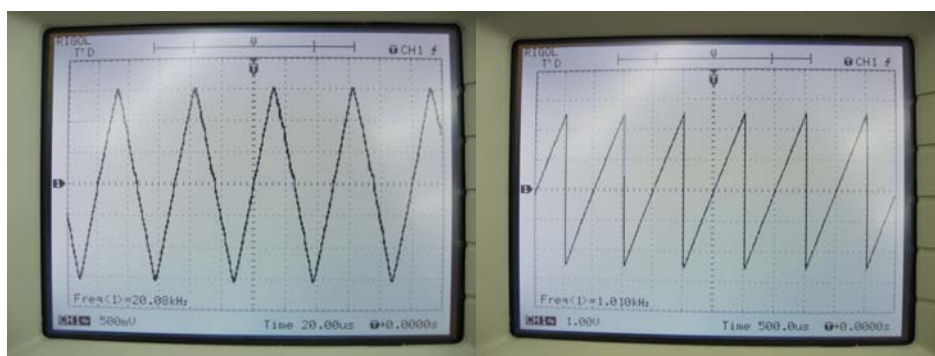 RIGOL
T'D
CH1
Freq(1)=20.08kHz
CH1 500mV Time 20.00us 0.0000s
RIGOL
T'D
CH1
Freq(1)=1.010kHz
CH1 1.00V Time 500.0us 0.0000s